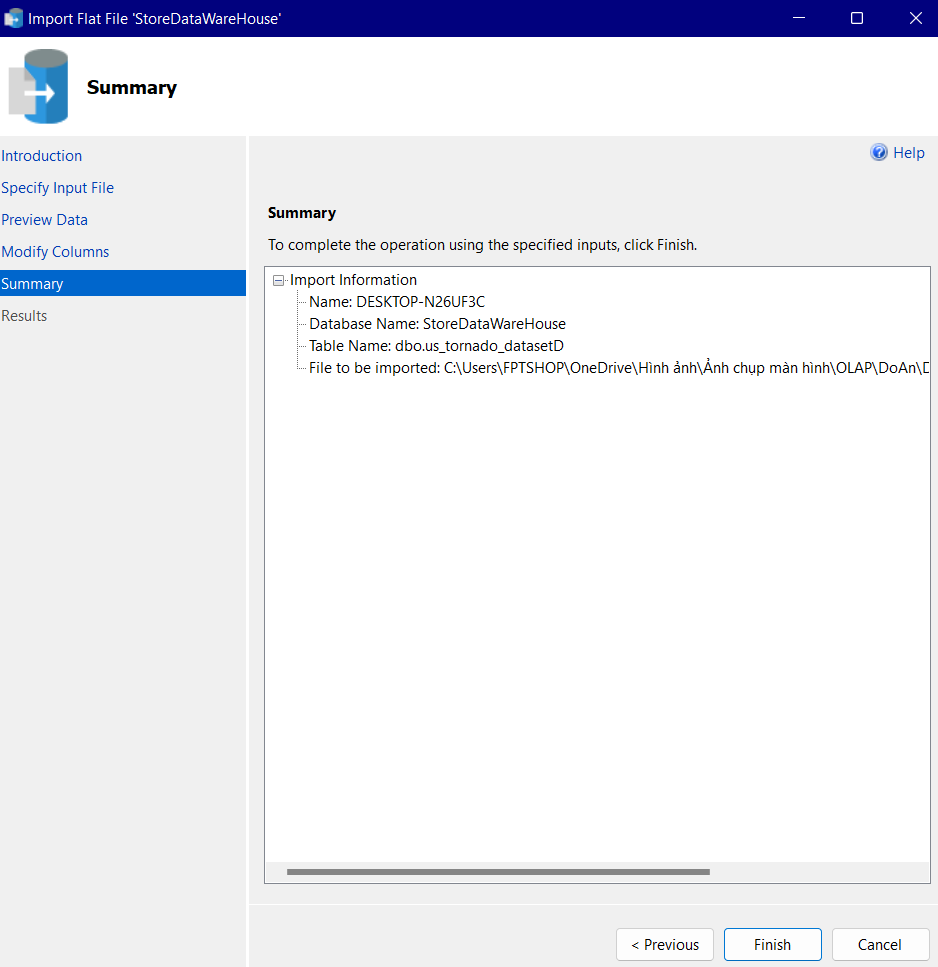 Import Flat File 'StoreDataWareHouse'
Summary
Introduction
Specify Input File
Preview Data
Modify Columns
Summary
Results
Help
Summary
To complete the operation using the specified inputs, click Finish.
Import Information
Name: DESKTOP-N26UF3C
Database Name: StoreDataWareHouse
Table Name: dbo.us_tornado_datasetD
File to be imported: C:\Users\FPTSHOP\OneDrive\Hình ảnh\Ảnh chụp màn hình\OLAP\DoAn\D
< Previous
Finish
Cancel